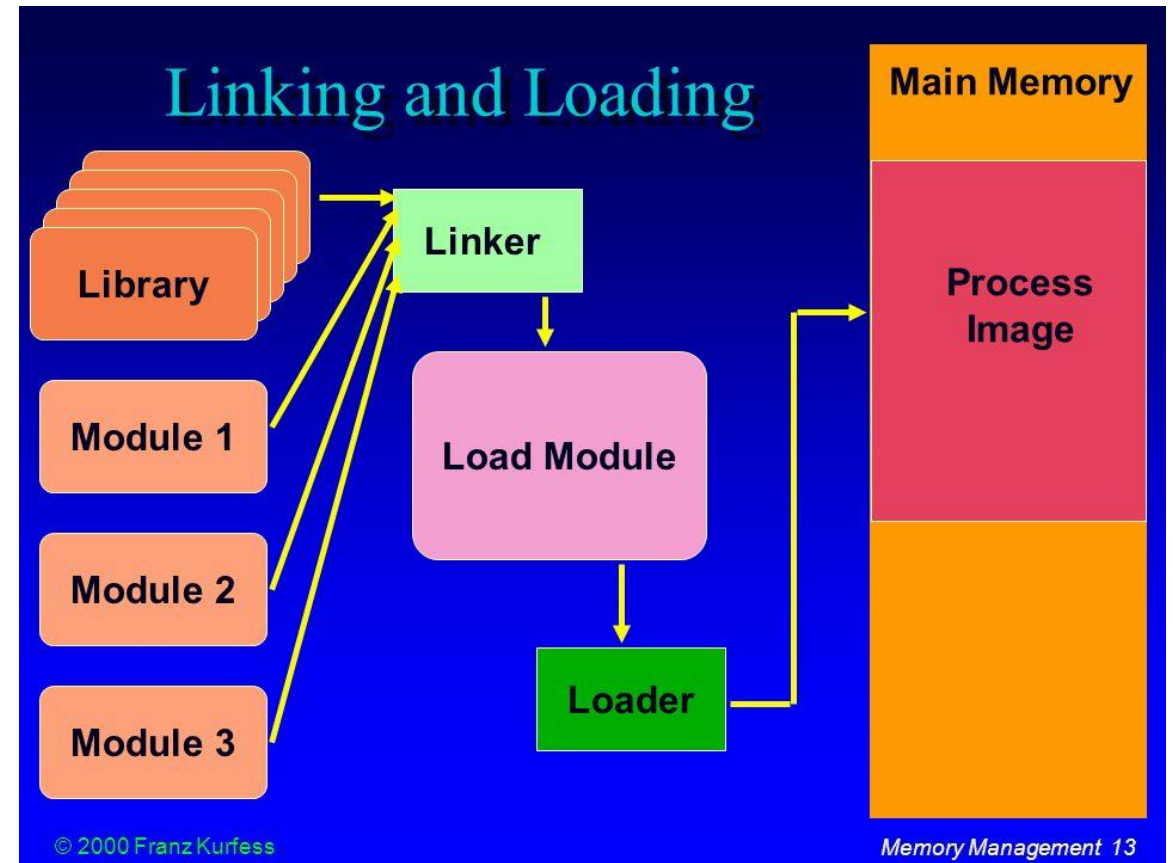 Linking and Loading
Main Memory
Library
Linker
Process
Image
Module 1
Load Module
Module 2
Loader
Module 3
© 2000 Franz Kurfess
Memory Management 13